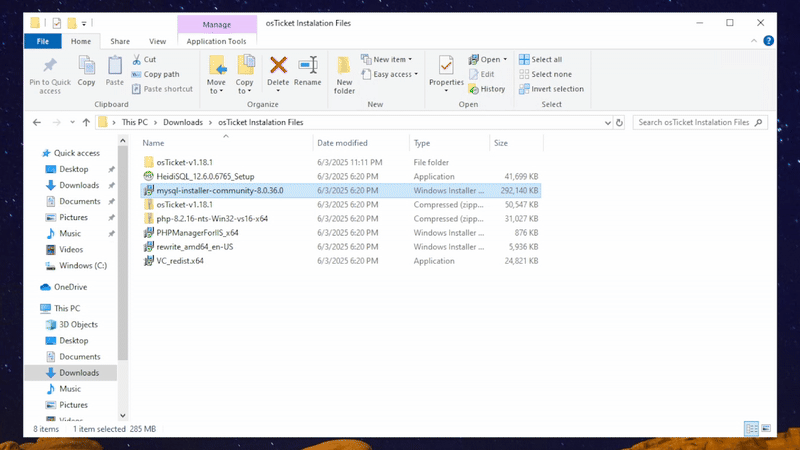 Manage
osTicket Instalation Files
File
Home
Share
View
Application Tools
Pin to Quick access
Copy
Paste
Cut
Copy path
Paste shortcut
Clipboard
Move to
Copy to
Delete
Rename
Organize
New folder
New item
Easy access
New
Properties
Open
Edit
History
Open
Select all
Select none
Invert selection
Select
This PC > Downloads > osTicket Instalation Files
Search osTicket Instalation Files
Name Date modified Type Size
osTicket-v1.18.1 6/3/2025 11:11 PM File folder
HeidiSQL_12.6.0.6765_Setup 6/3/2025 6:20 PM Application 41,699 KB
mysql-installer-community-8.0.36.0 6/3/2025 6:20 PM Windows Installer ... 292,140 KB
osTicket-v1.18.1 6/3/2025 6:20 PM Compressed (zipp... 50,547 KB
php-8.2.16-nts-Win32-vs16-x64 6/3/2025 6:20 PM Compressed (zipp... 31,027 KB
PHPManagerForIIS_x64 6/3/2025 6:20 PM Windows Installer ... 876 KB
rewrite_amd64_en-US 6/3/2025 6:20 PM Windows Installer ... 5,936 KB
VC_redist.x64 6/3/2025 6:20 PM Application 24,821 KB
Quick access
Desktop
Downloads
Documents
Pictures
Music
Videos
Windows (C:)
OneDrive
This PC
3D Objects
Desktop
Documents
Downloads
Music
Pictures
Videos
8 items 1 item selected 285 MB